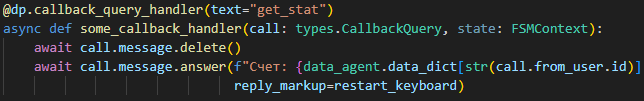 @dp.callback_query_handler(text="get_stat")
async def some_callback_handler(call: types.CallbackQuery, state: FSMContext):
    await call.message.delete()
    await call.message.answer(f"Счет: {data_agent.data_dict[str(call.from_user.id)]
                              reply_markup=restart_keyboard)